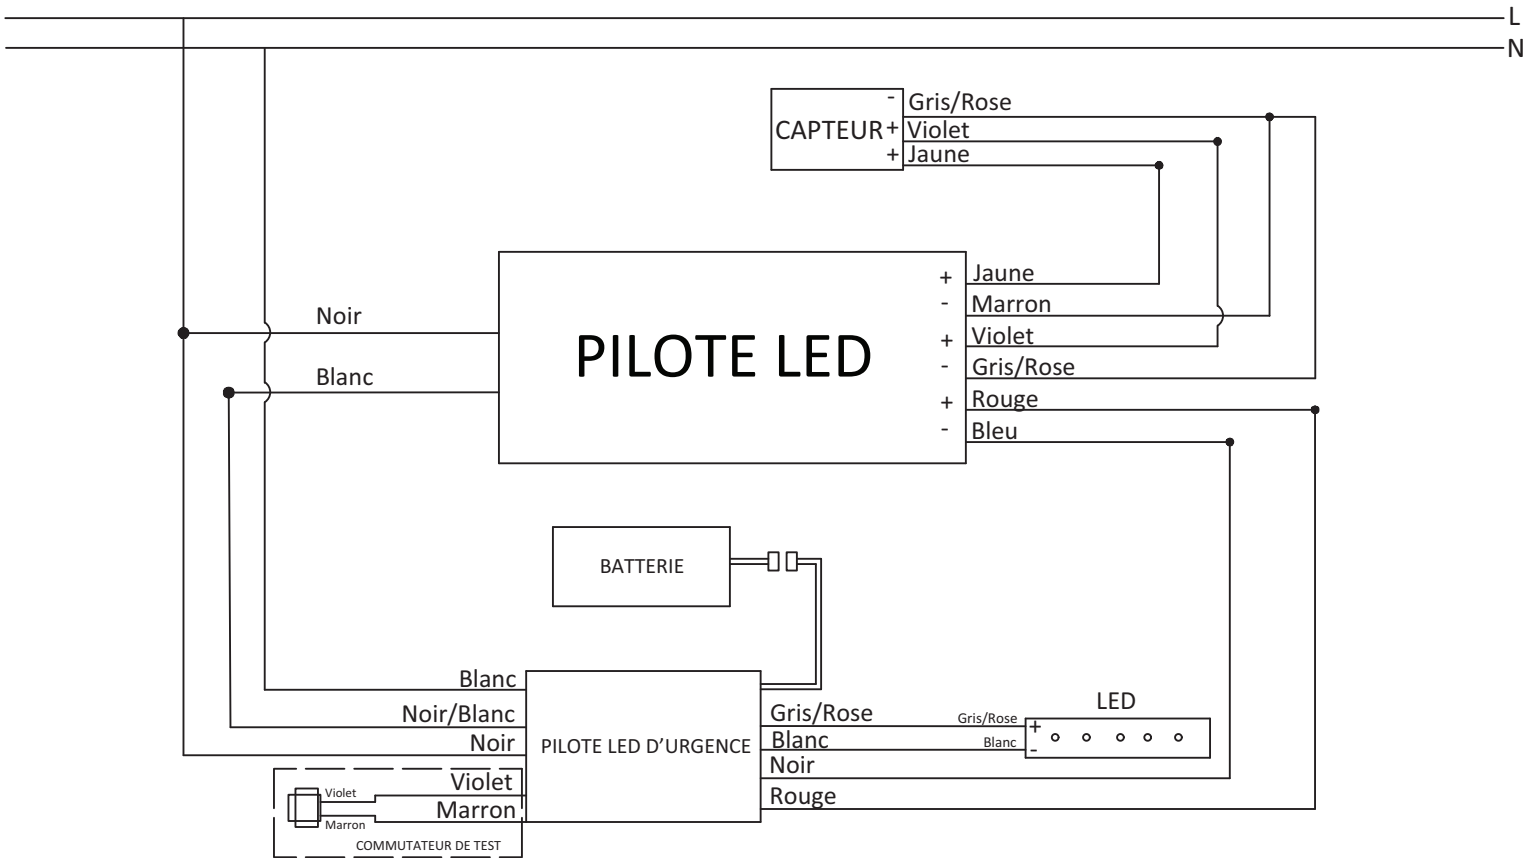 L
N
- Gris/Rose
CAPTEUR + Violet
+ Jaune
+ Jaune
- Marron
+ Violet
- Gris/Rose
+ Rouge
- Bleu
Noir
Blanc
PILOTE LED
BATTERIE
Blanc
Noir/Blanc
Noir
Violet
Marron
Violet
Marron
COMMUTATEUR DE TEST
PILOTE LED D’URGENCE
Gris/Rose
Blanc
Noir
Rouge
LED
Gris/Rose +
Blanc -